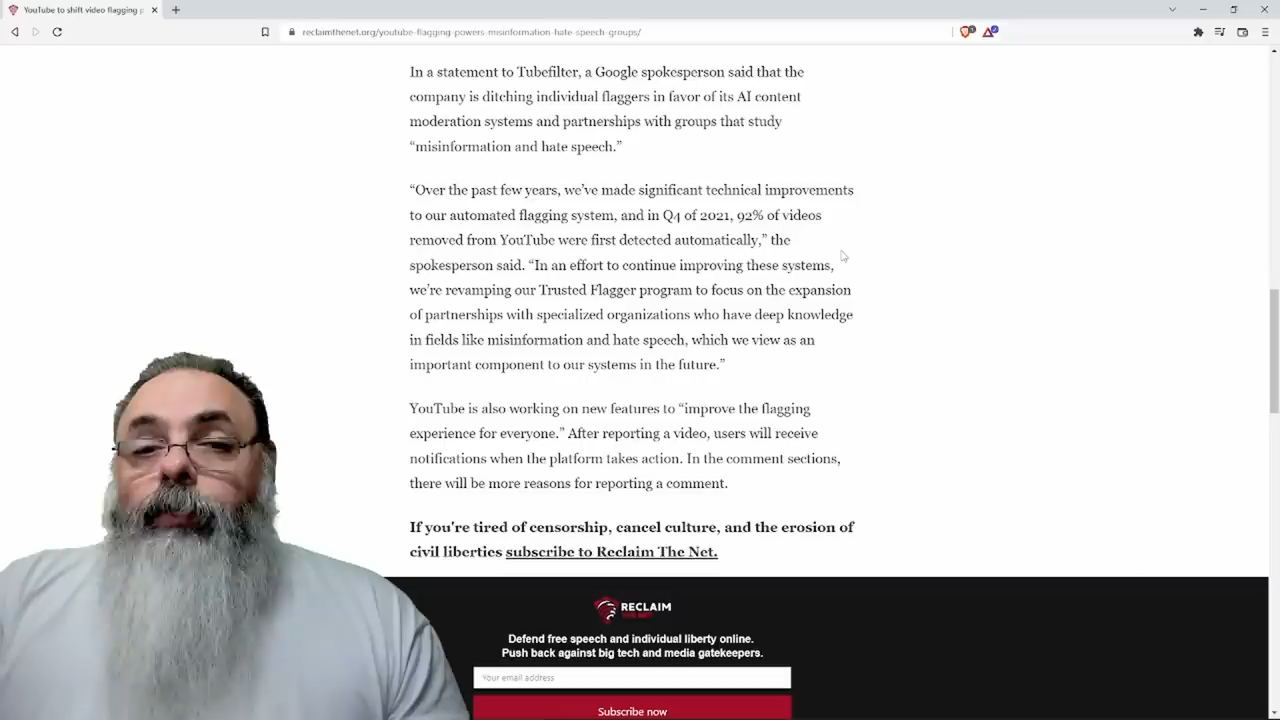 YouTube to shift video flagging p
reclaimthenet.org/youtube-flagging-powers-misinformation-hate-speech-groups/
In a statement to Tubefilter, a Google spokesperson said that the
company is ditching individual flaggers in favor of its AI content
moderation systems and partnerships with groups that study
“misinformation and hate speech.”
“Over the past few years, we’ve made significant technical improvements
to our automated flagging system, and in Q4 of 2021, 92% of videos
removed from YouTube were first detected automatically,” the
spokesperson said. “In an effort to continue improving these systems,
we’re revamping our Trusted Flagger program to focus on the expansion
of partnerships with specialized organizations who have deep knowledge
in fields like misinformation and hate speech, which we view as an
important component to our systems in the future.”
YouTube is also working on new features to “improve the flagging
experience for everyone.” After reporting a video, users will receive
notifications when the platform takes action. In the comment sections,
there will be more reasons for reporting a comment.
If you're tired of censorship, cancel culture, and the erosion of
civil liberties subscribe to Reclaim The Net.
RECLAIM
THE NET
Defend free speech and individual liberty online.
Push back against big tech and media gatekeepers.
Your email address
Subscribe now